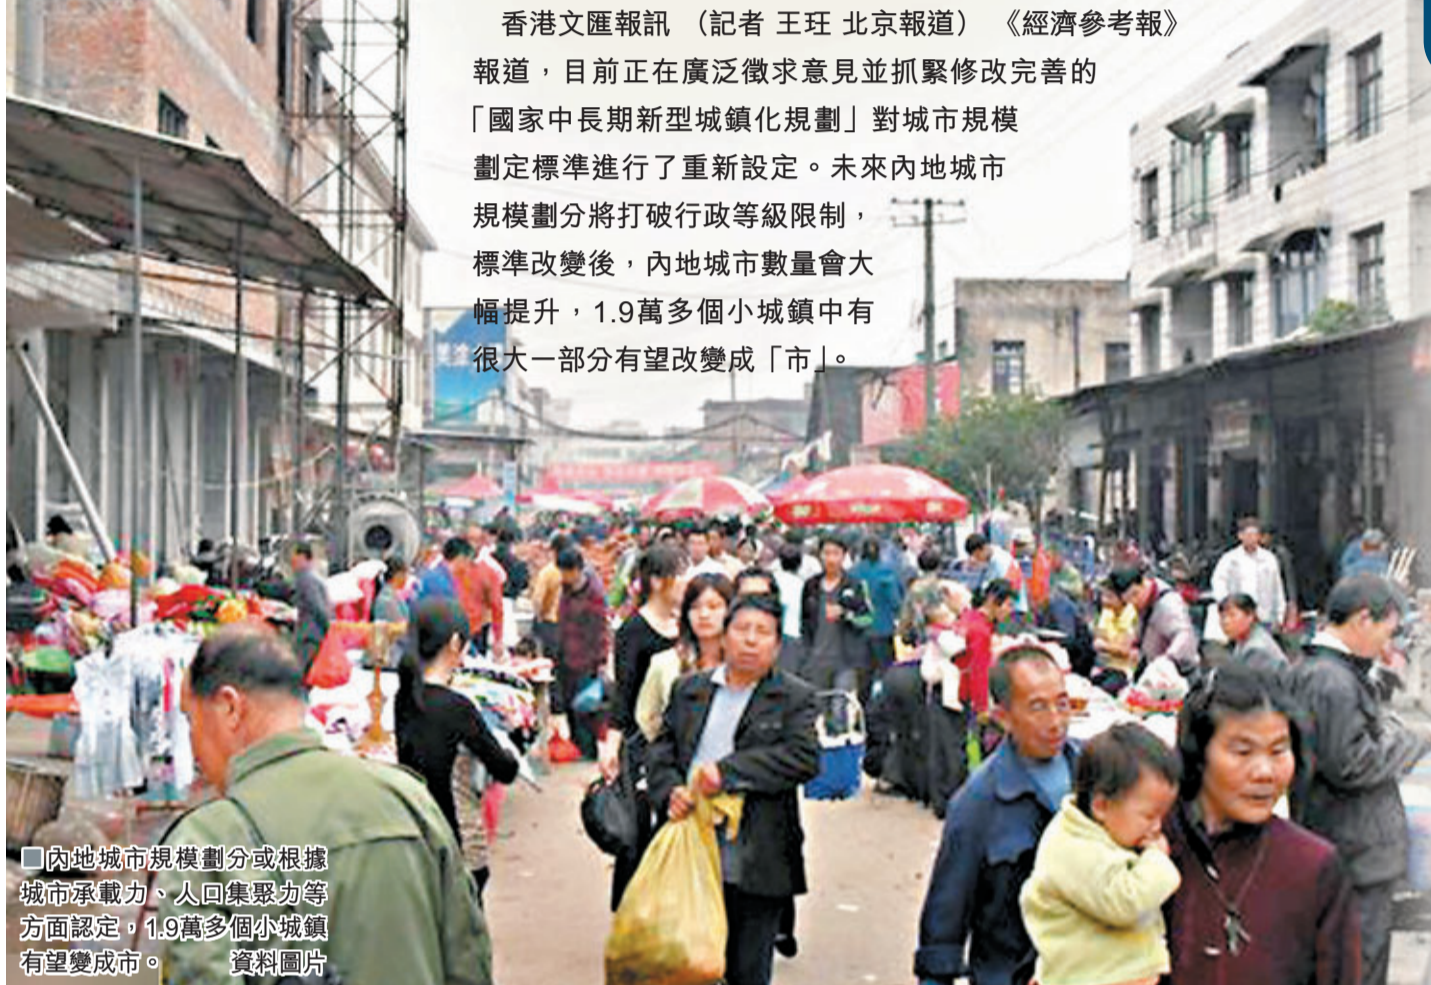 香港文匯報訊 （記者 王玨 北京報道） 《經濟參考報》
報道，目前正在廣泛徵求意見並抓緊修改完善的
「國家中長期新型城鎮化規劃」對城市規模
劃定標準進行了重新設定。未來內地城市
規模劃分將打破行政等級限制，
標準改變後，內地城市數量會大
幅提升，1.9萬多個小城鎮中有
很大一部分有望改變成「市」。
■內地城市規模劃分或根據
城市承載力、人口集聚力等
方面認定，1.9萬多個小城鎮
有望變成市。 資料圖片